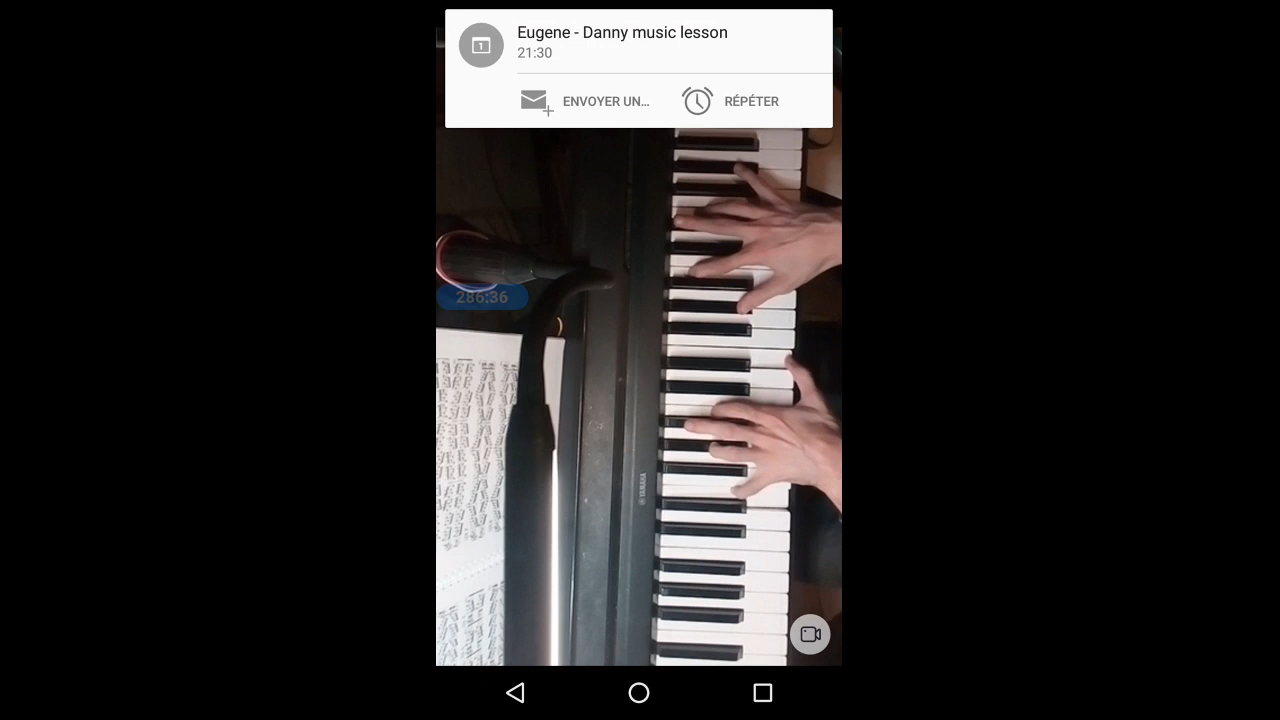 Eugene - Danny music lesson
21:30
ENVOYER UN…
RÉPÉTER
286:36
YAMAHA